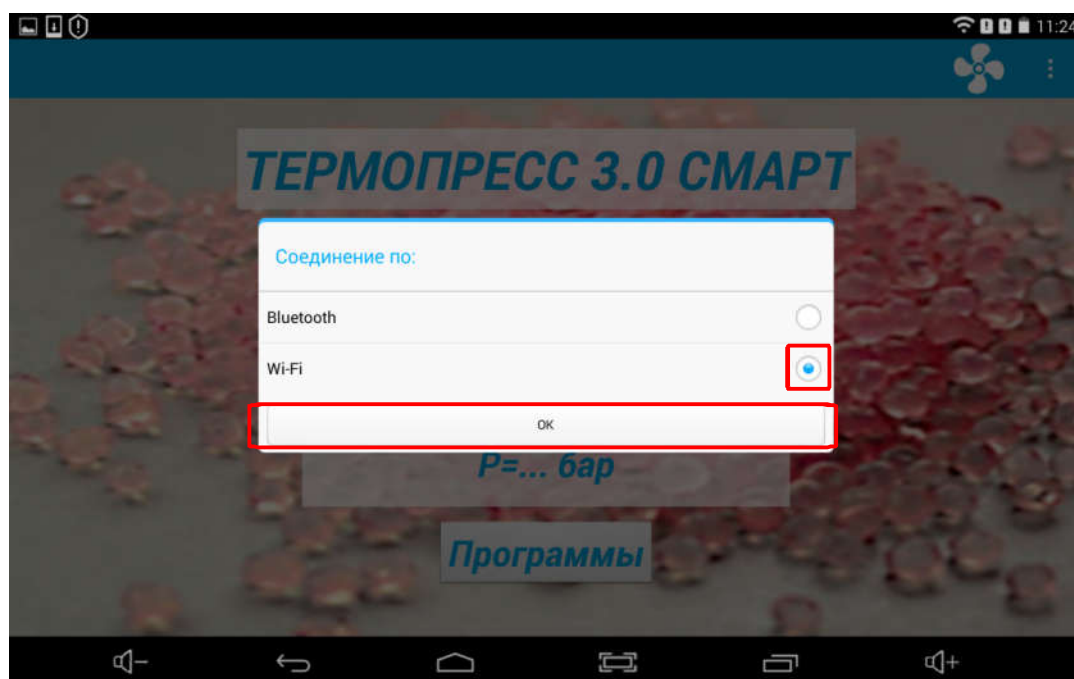 11:24
ТЕРМОПРЕСС 3.0 СМАРТ
Соединение по:
Bluetooth
Wi-Fi
OK
P=... бар
Программы